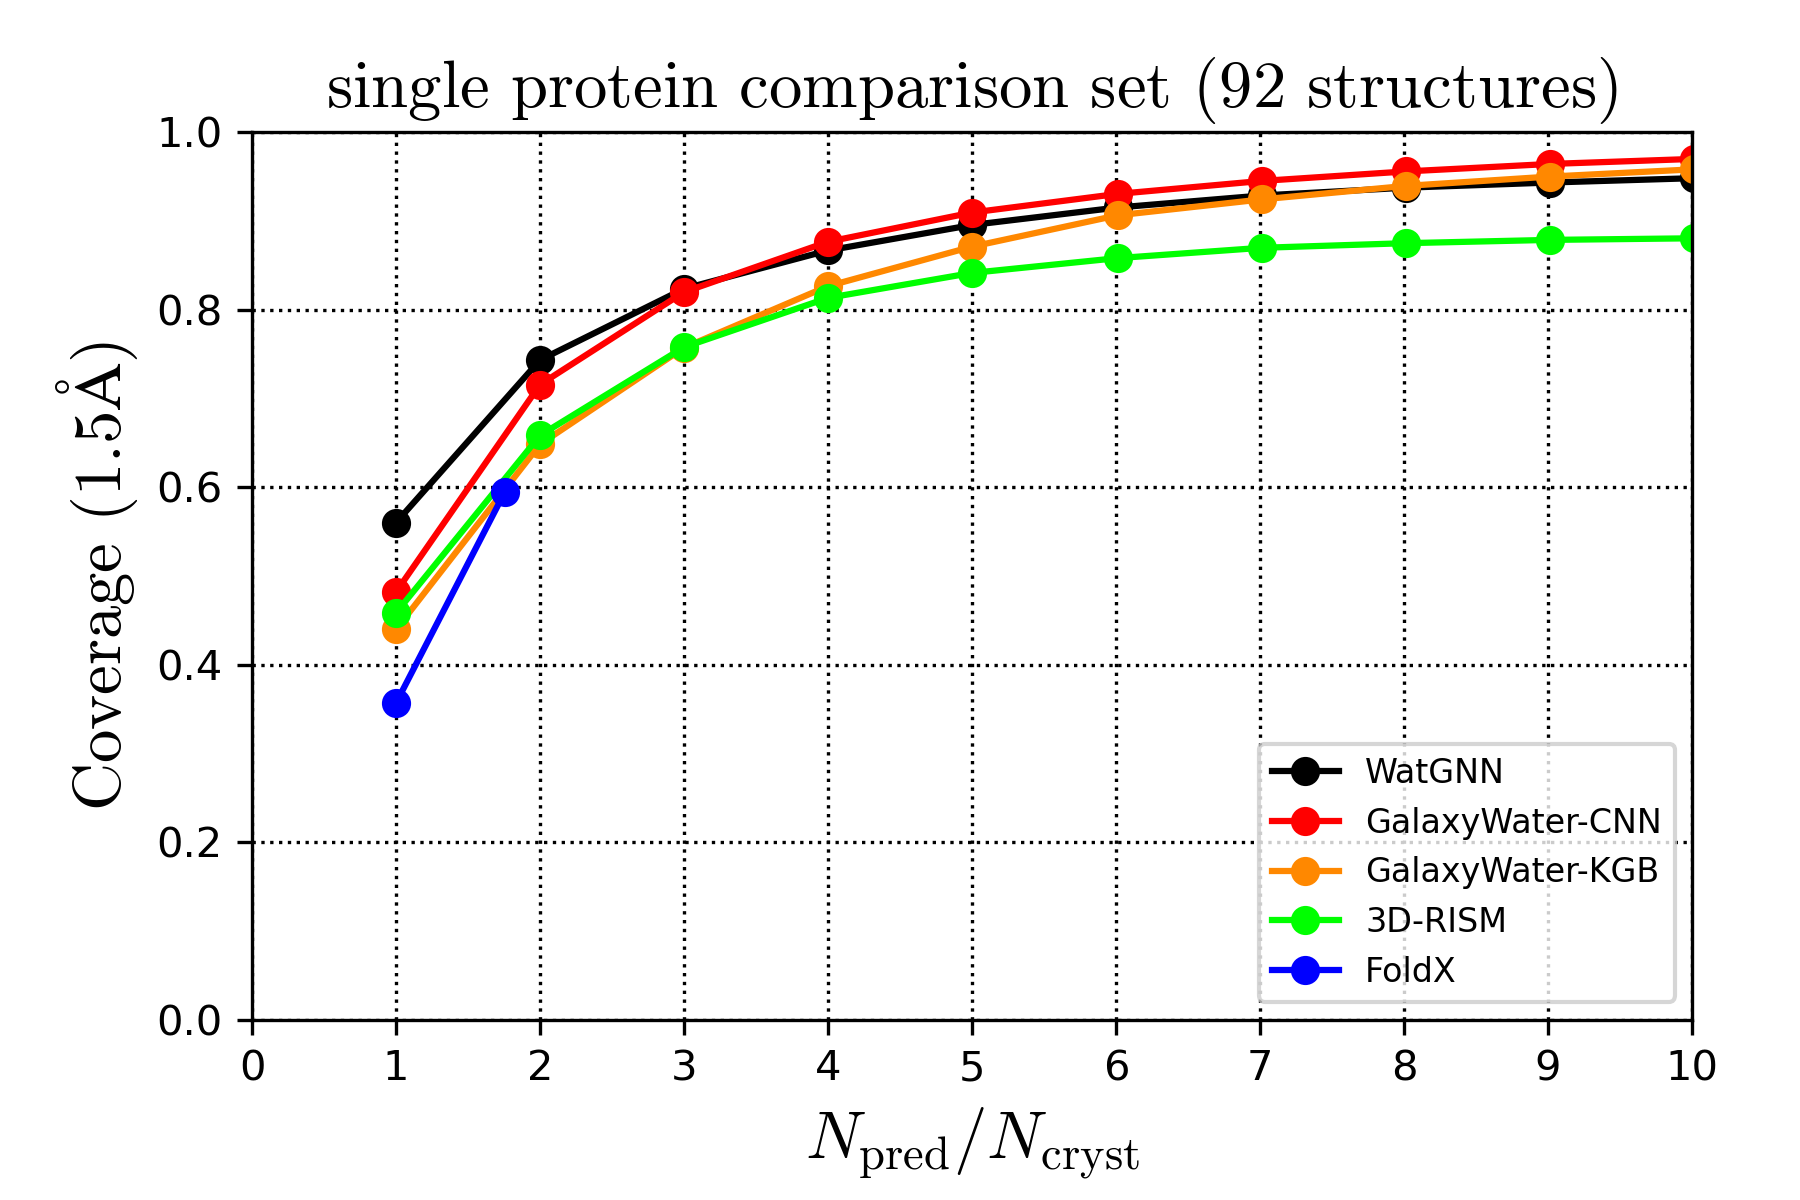 single protein comparison set (92 structures)
1.0
0.8
0.6
0.4
0.2
0.0
Coverage (1.5Å)
0 1 2 3 4 5 6 7 8 9 10
N_pred/N_cryst
WatGNN
GalaxyWater-CNN
GalaxyWater-KGB
3D-RISM
FoldX